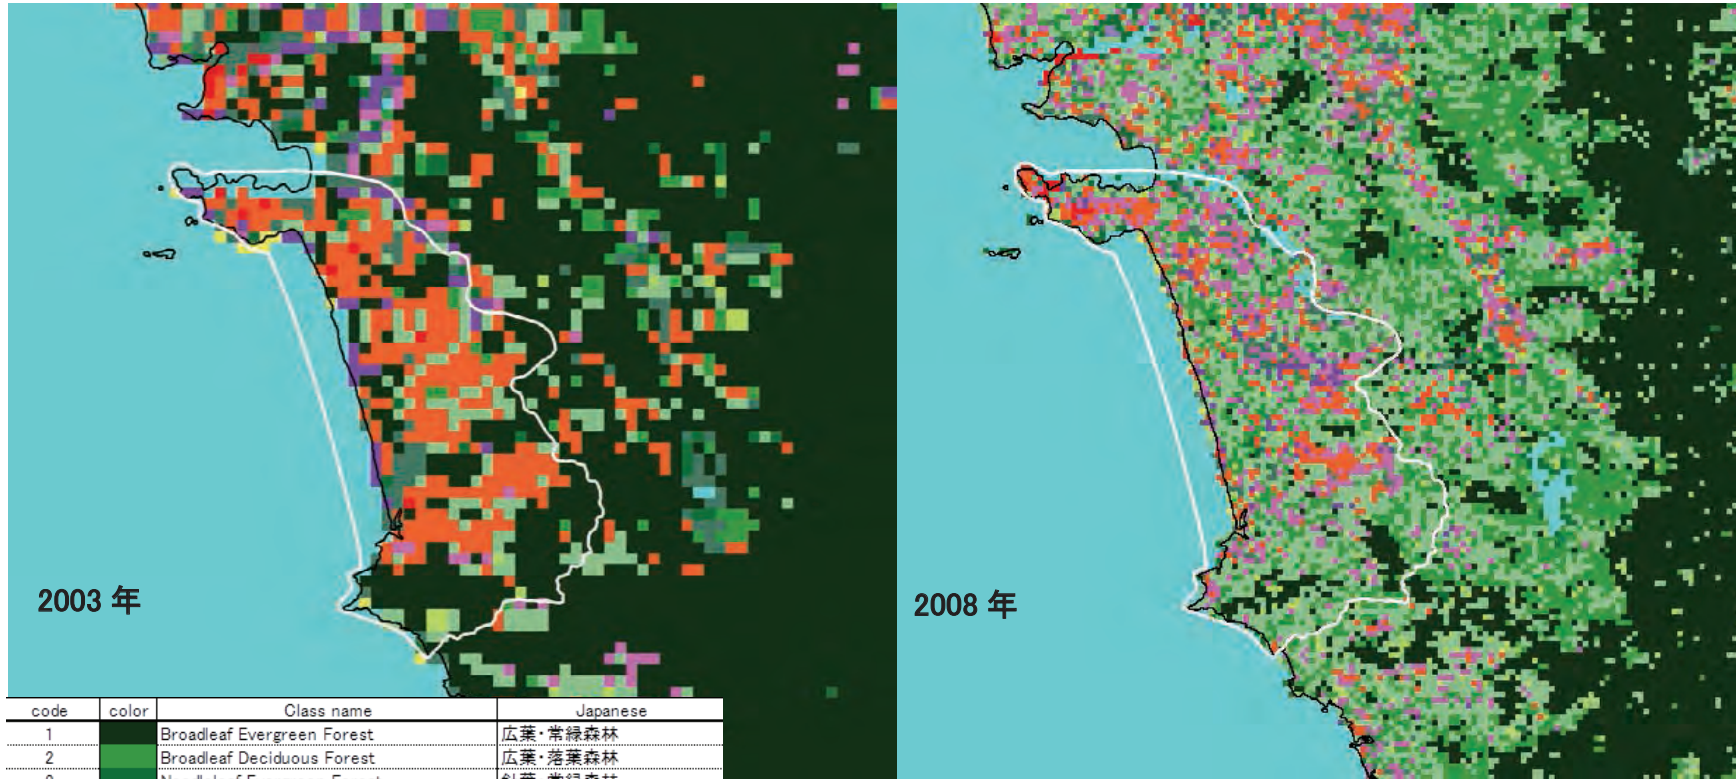 2003 年
2008 年
code color Class name Japanese
1 Broadleaf Evergreen Forest 広葉・常緑森林
2 Broadleaf Deciduous Forest 広葉・落葉森林